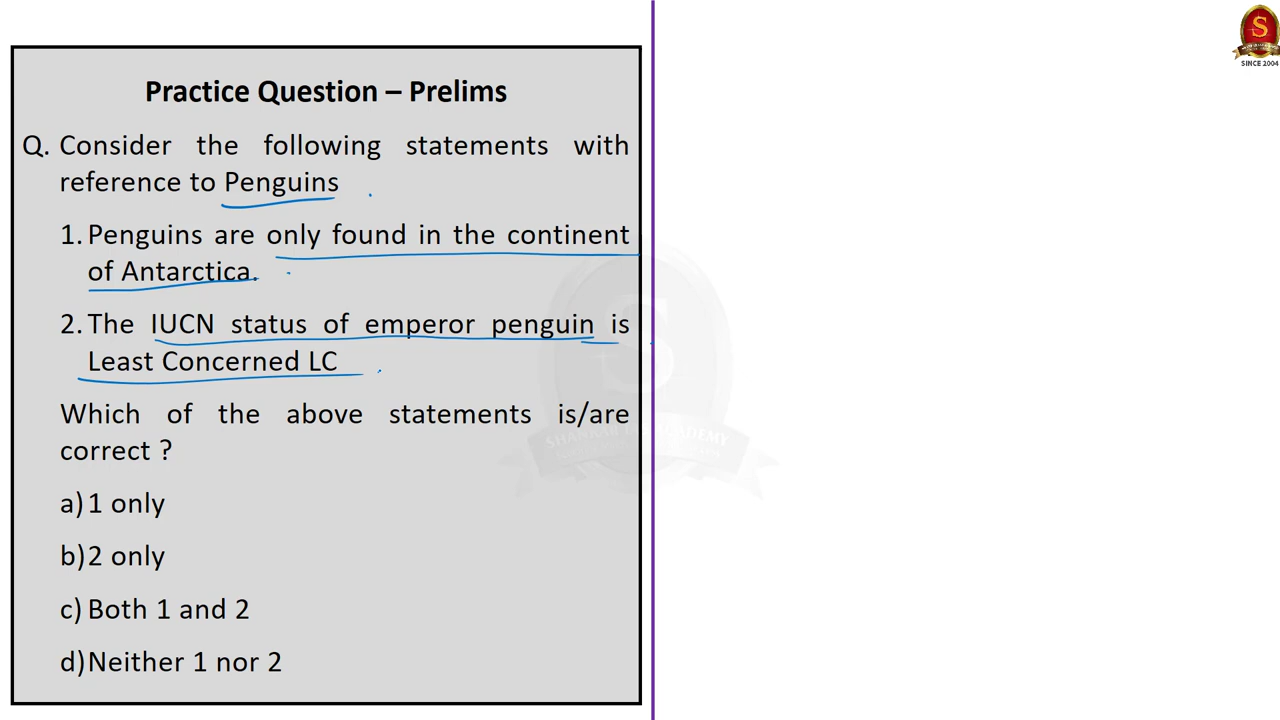 Practice Question – Prelims
Q. Consider the following statements with
reference to Penguins
1. Penguins are only found in the continent
of Antarctica.
2. The IUCN status of emperor penguin is
Least Concerned LC
Which of the above statements is/are
correct ?
a) 1 only
b) 2 only
c) Both 1 and 2
d) Neither 1 nor 2
S
SINCE 2004